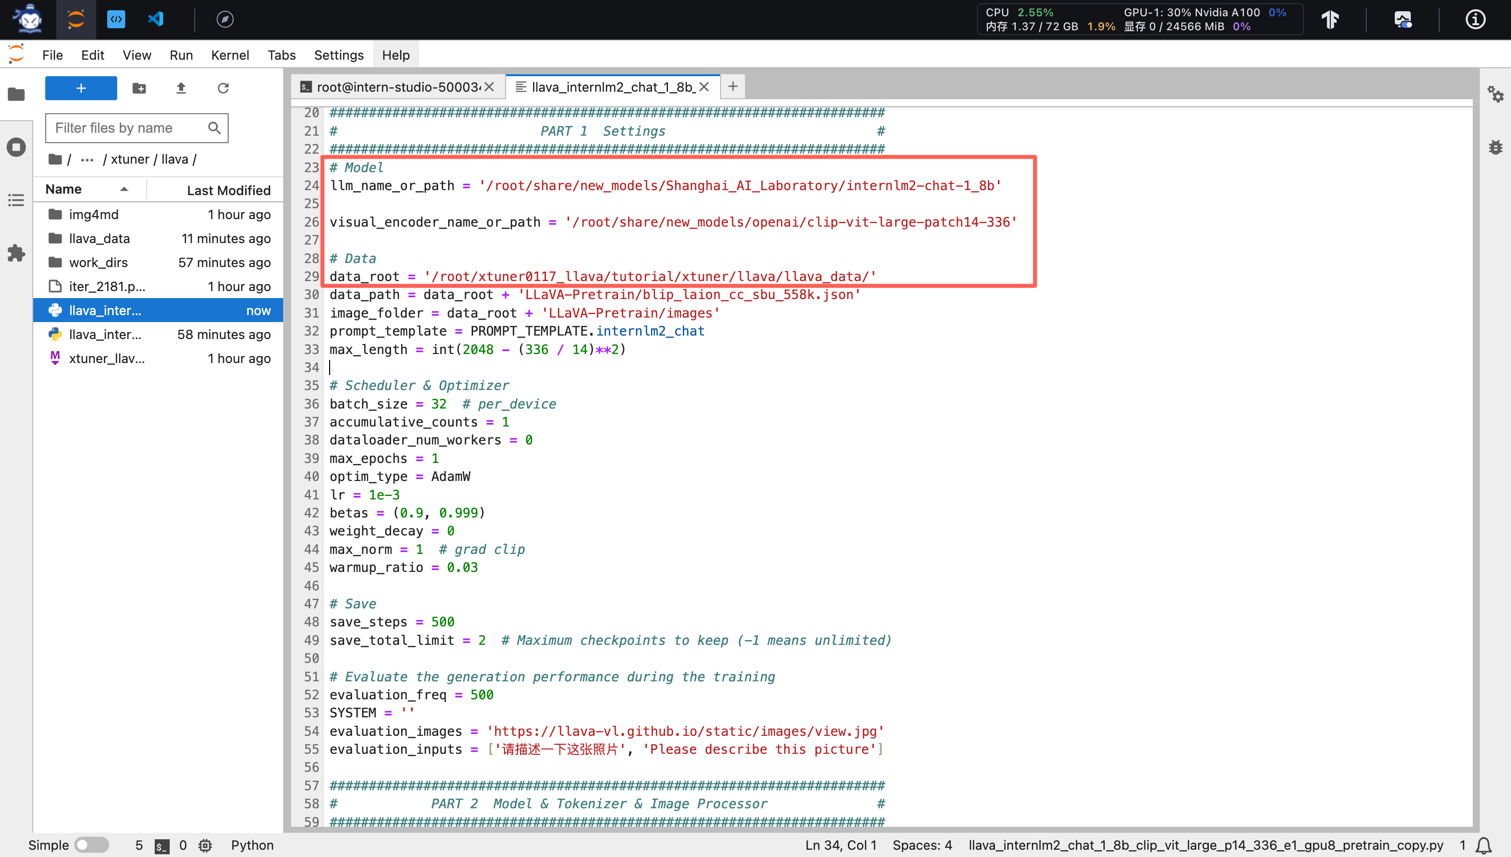 CPU 2.55% GPU-1: 30% Nvidia A100 0%
内存 1.37 / 72 GB 1.9% 显存 0 / 24566 MiB 0%
File Edit View Run Kernel Tabs Settings Help
root@intern-studio-50003
llava_internlm2_chat_1_8b_
Filter files by name
/ ··· / xtuner / llava /
Name Last Modified
img4md 1 hour ago
llava_data 11 minutes ago
work_dirs 57 minutes ago
iter_2181.p... 1 hour ago
llava_inter... now
llava_inter... 58 minutes ago
xtuner_llav... 1 hour ago
20 #######################################################################
21 # PART 1 Settings #
22 #######################################################################
23 # Model
24 llm_name_or_path = '/root/share/new_models/Shanghai_AI_Laboratory/internlm2-chat-1_8b'
25
26 visual_encoder_name_or_path = '/root/share/new_models/openai/clip-vit-large-patch14-336'
27
28 # Data
29 data_root = '/root/xtuner0117_llava/tutorial/xtuner/llava/llava_data/'
30 data_path = data_root + 'LLaVA-Pretrain/blip_laion_cc_sbu_558k.json'
31 image_folder = data_root + 'LLaVA-Pretrain/images'
32 prompt_template = PROMPT_TEMPLATE.internlm2_chat
33 max_length = int(2048 - (336 / 14)**2)
34
35 # Scheduler & Optimizer
36 batch_size = 32 # per_device
37 accumulative_counts = 1
38 dataloader_num_workers = 0
39 max_epochs = 1
40 optim_type = AdamW
41 lr = 1e-3
42 betas = (0.9, 0.999)
43 weight_decay = 0
44 max_norm = 1 # grad clip
45 warmup_ratio = 0.03
46
47 # Save
48 save_steps = 500
49 save_total_limit = 2 # Maximum checkpoints to keep (-1 means unlimited)
50
51 # Evaluate the generation performance during the training
52 evaluation_freq = 500
53 SYSTEM = ''
54 evaluation_images = 'https://llava-vl.github.io/static/images/view.jpg'
55 evaluation_inputs = ['请描述一下这张照片', 'Please describe this picture']
56
57 #######################################################################
58 # PART 2 Model & Tokenizer & Image Processor #
59 #######################################################################
Simple 5 0 Python Ln 34, Col 1 Spaces: 4 llava_internlm2_chat_1_8b_clip_vit_large_p14_336_e1_gpu8_pretrain_copy.py 1